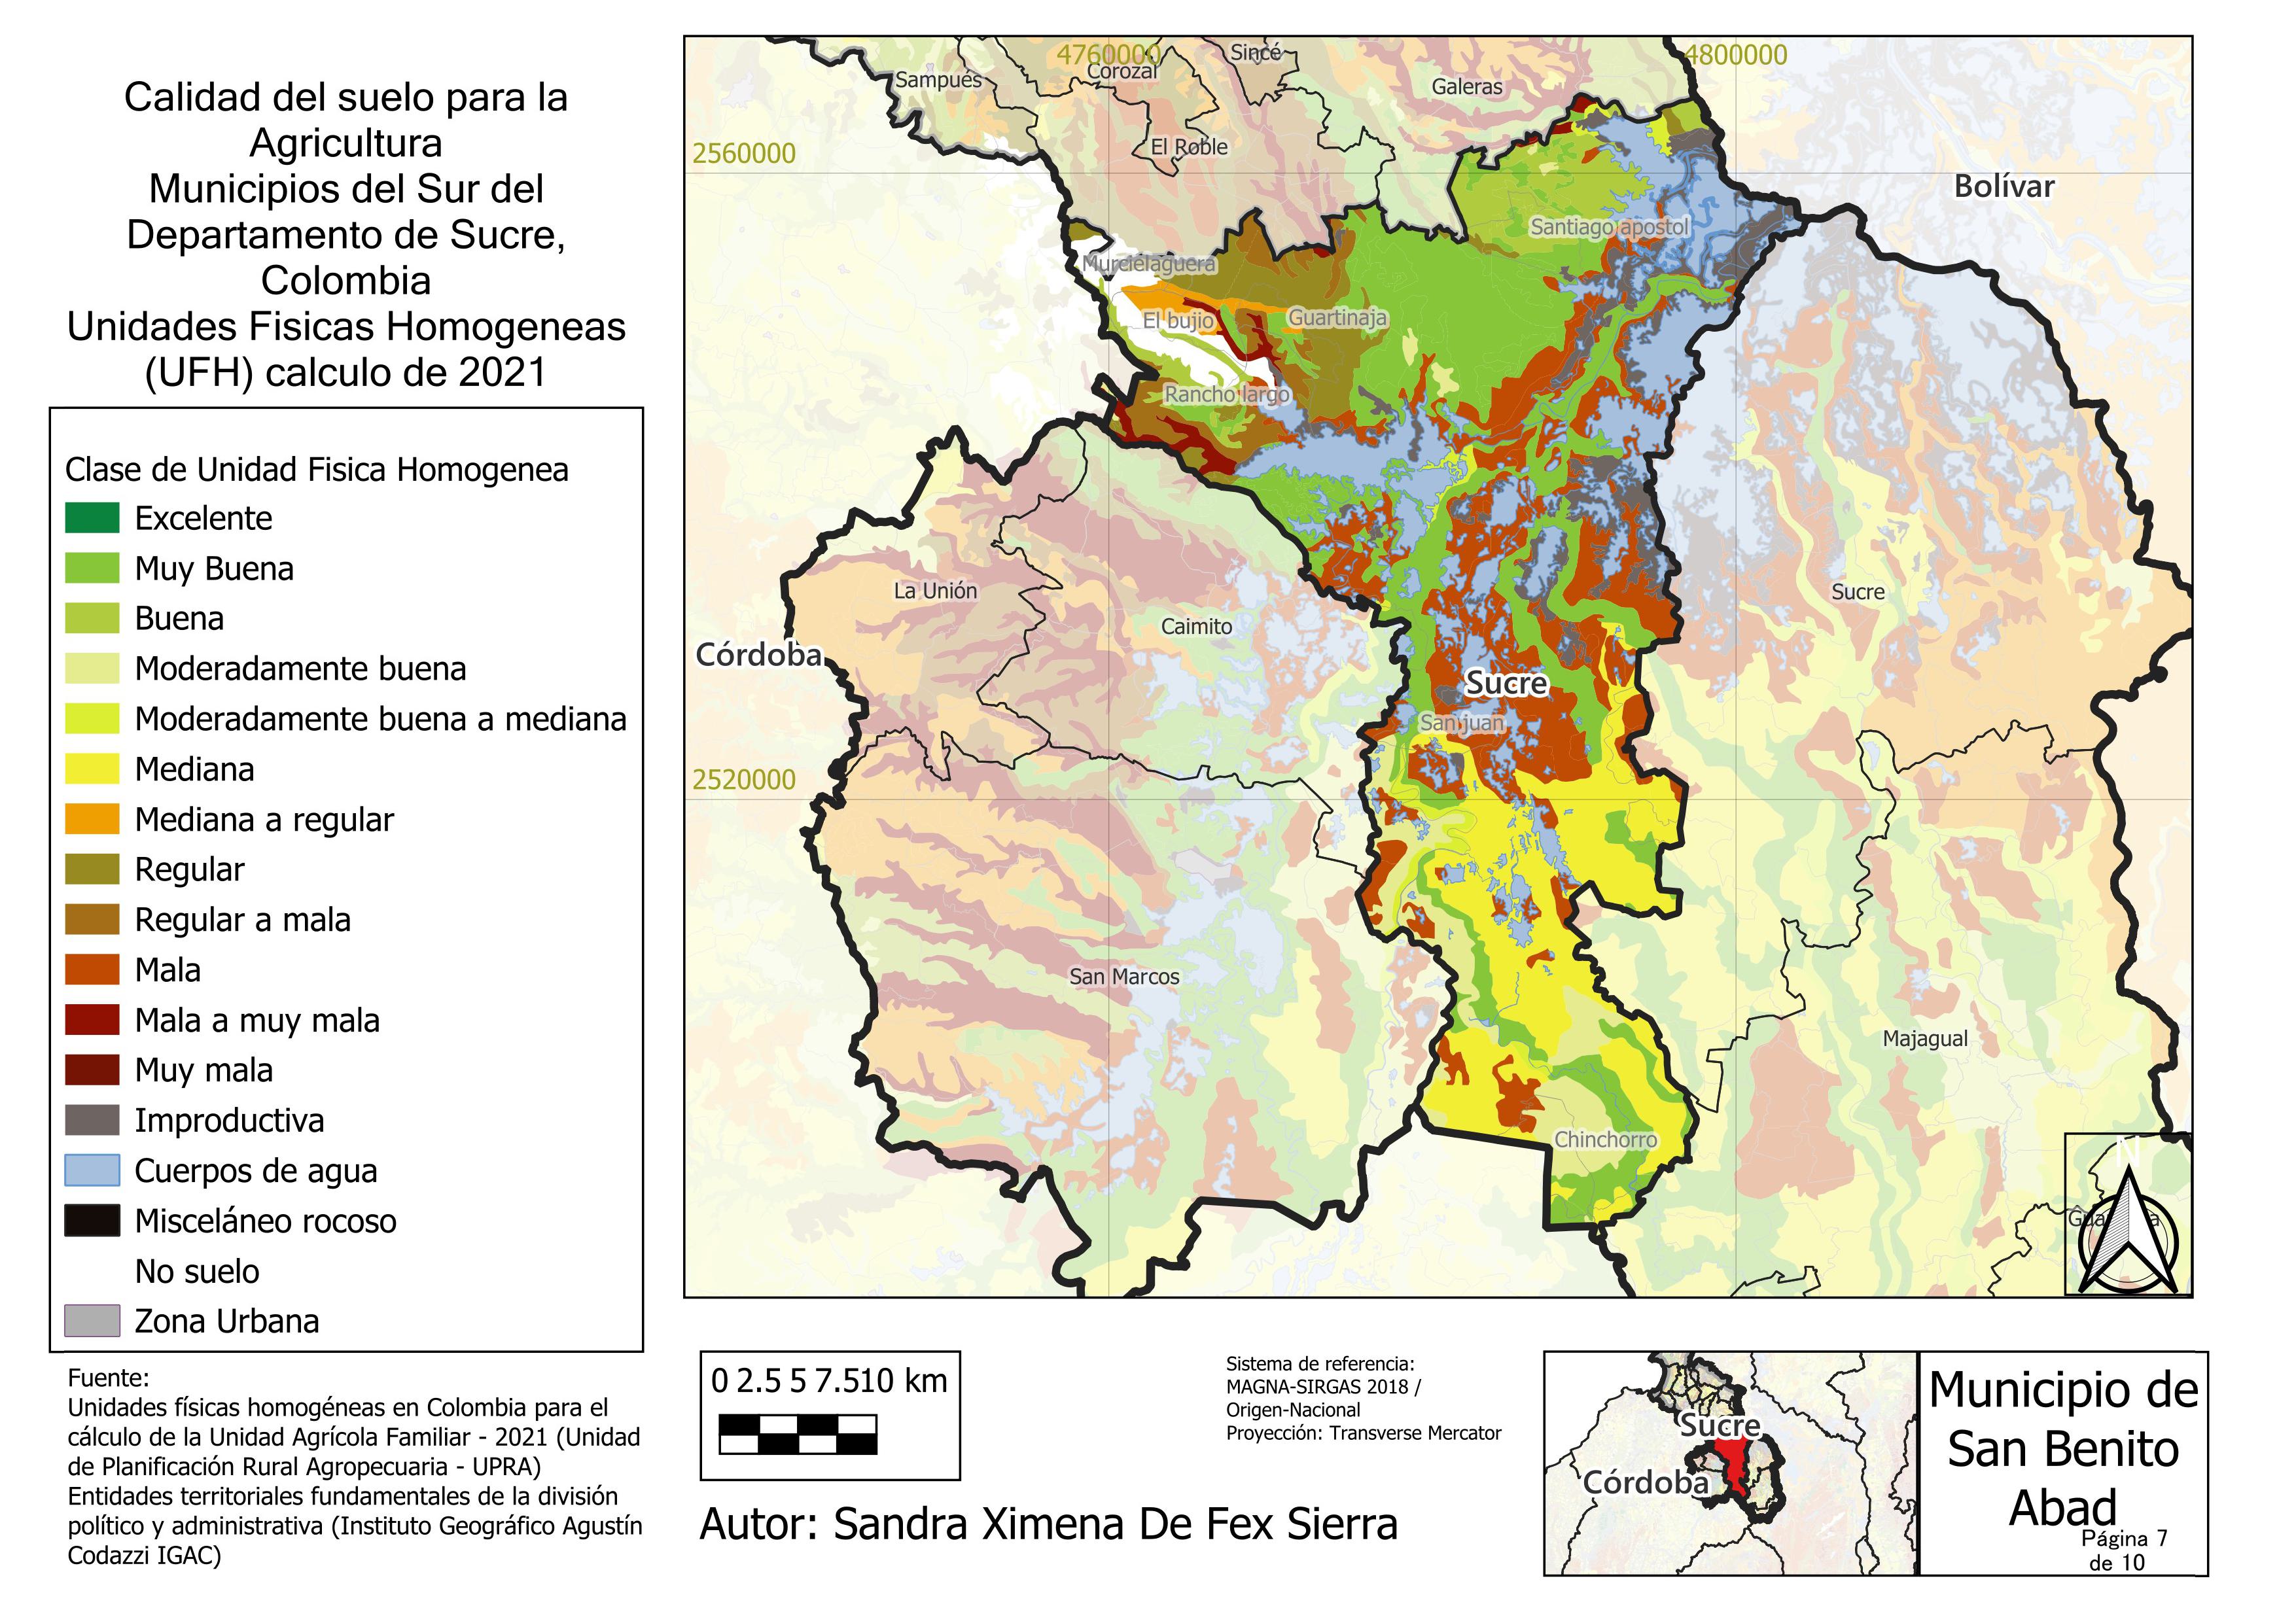 Calidad del suelo para la
Agricultura
Municipios del Sur del
Departamento de Sucre,
Colombia
Unidades Fisicas Homogeneas
(UFH) calculo de 2021
Clase de Unidad Fisica Homogenea
Excelente
Muy Buena
Buena
Moderadamente buena
Moderadamente buena a mediana
Mediana
Mediana a regular
Regular
Regular a mala
Mala
Mala a muy mala
Muy mala
Improductiva
Cuerpos de agua
Misceláneo rocoso
No suelo
Zona Urbana
Fuente:
Unidades físicas homogéneas en Colombia para el
cálculo de la Unidad Agrícola Familiar - 2021 (Unidad
de Planificación Rural Agropecuaria - UPRA)
Entidades territoriales fundamentales de la división
político y administrativa (Instituto Geográfico Agustín
Codazzi IGAC)
4760000
4800000
2560000
2520000
Sampués
Corozal
Sincé
Galeras
El Roble
Bolívar
Santiago apostol
Murcielaguera
El bujio
Guartinaja
Rancho largo
La Unión
Caimito
Sucre
Córdoba
Sucre
San juan
San Marcos
Majagual
Chinchorro
N
0 2.5 5 7.5 10 km
Sistema de referencia:
MAGNA-SIRGAS 2018 /
Origen-Nacional
Proyección: Transverse Mercator
Autor: Sandra Ximena De Fex Sierra
Sucre
Córdoba
Municipio de
San Benito
Abad
Página 7
de 10